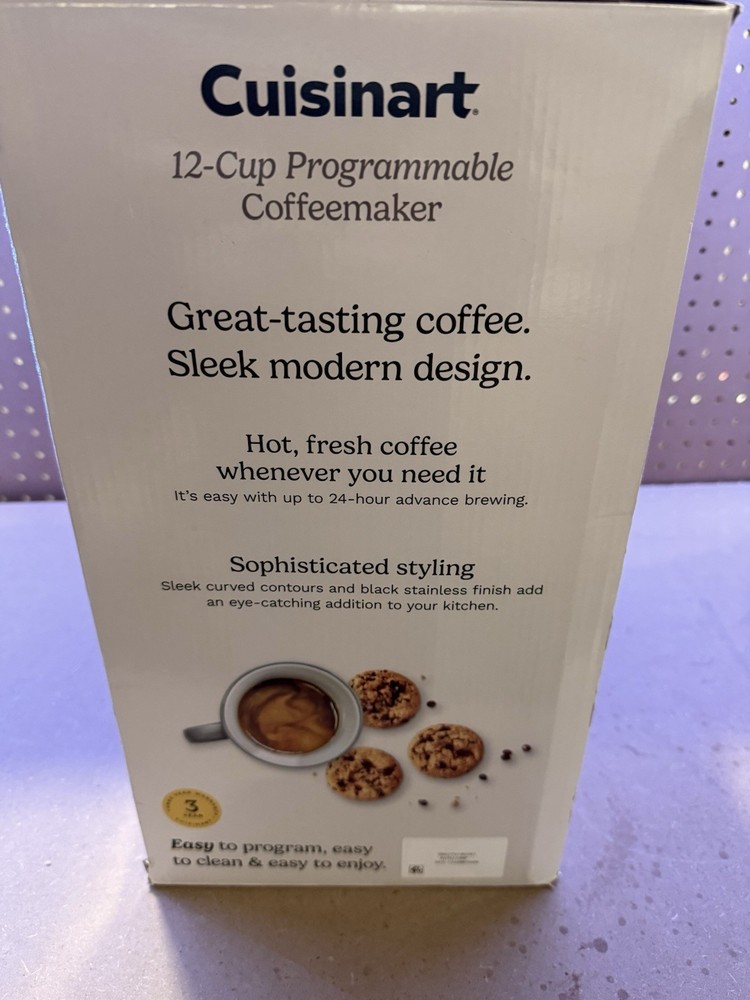 Cuisinart
12-Cup Programmable
Coffeemaker
Great-tasting coffee.
Sleek modern design.
Hot, fresh coffee
whenever you need it
It's easy with up to 24-hour advance brewing.
Sophisticated styling
Sleek curved contours and black stainless finish add
an eye-catching addition to your kitchen.
3
YEAR
Easy to program, easy
to clean & easy to enjoy.